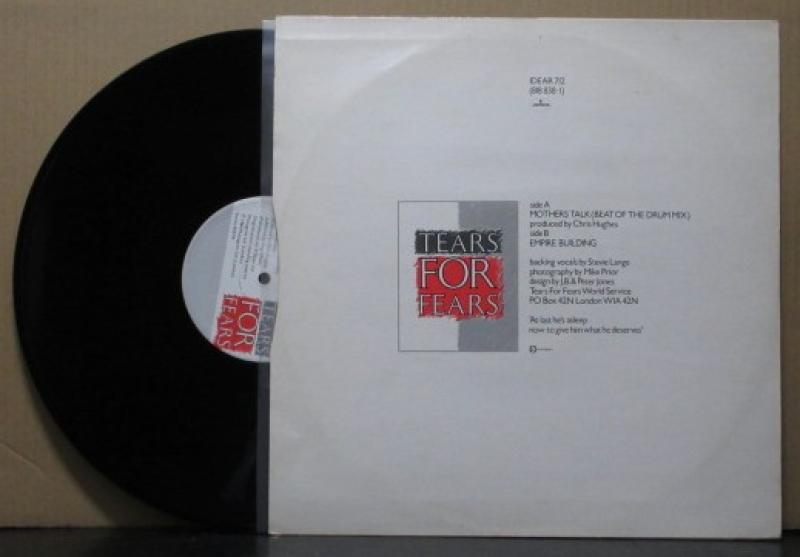 IDEAR 7/2
(818 838-1)
side A
MOTHERS TALK (BEAT OF THE DRUM MIX)
produced by Chris Hughes
side B
EMPIRE BUILDING
TEARS
FOR
FEARS
backing vocals by Stevie Lange
photography by Mike Prior
design by J.B. & Peter Jones
Tears For Fears World Service
PO Box 42N London W1A 42N
'At last he's asleep
now to give him what he deserves'
TEARS
FOR
FEARS